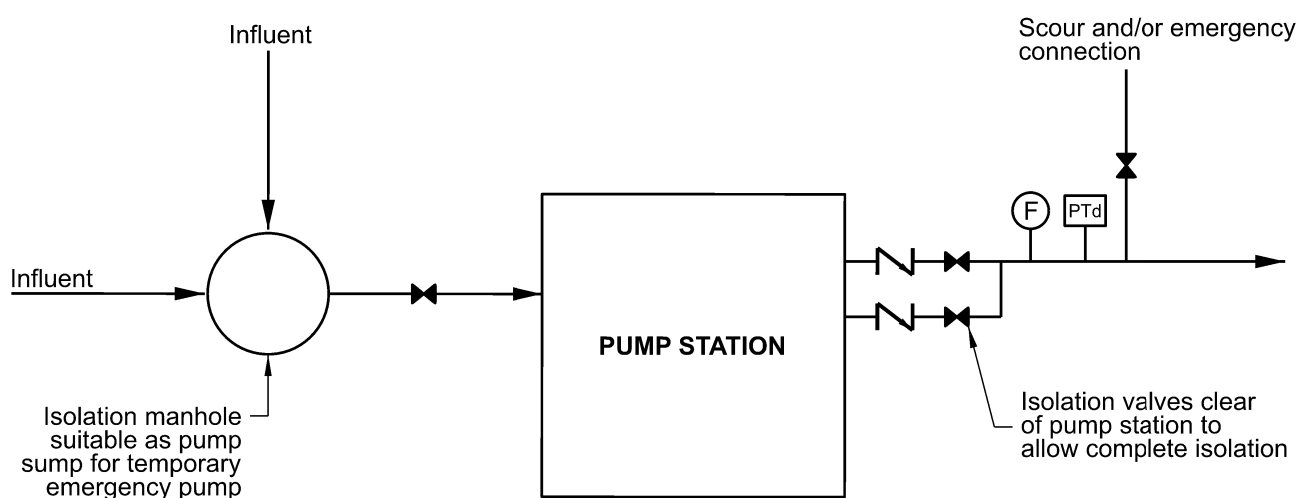 Influent
Scour and/or emergency
connection
F
PTd
Influent
PUMP STATION
Isolation manhole
suitable as pump
sump for temporary
emergency pump
Isolation valves clear
of pump station to
allow complete isolation